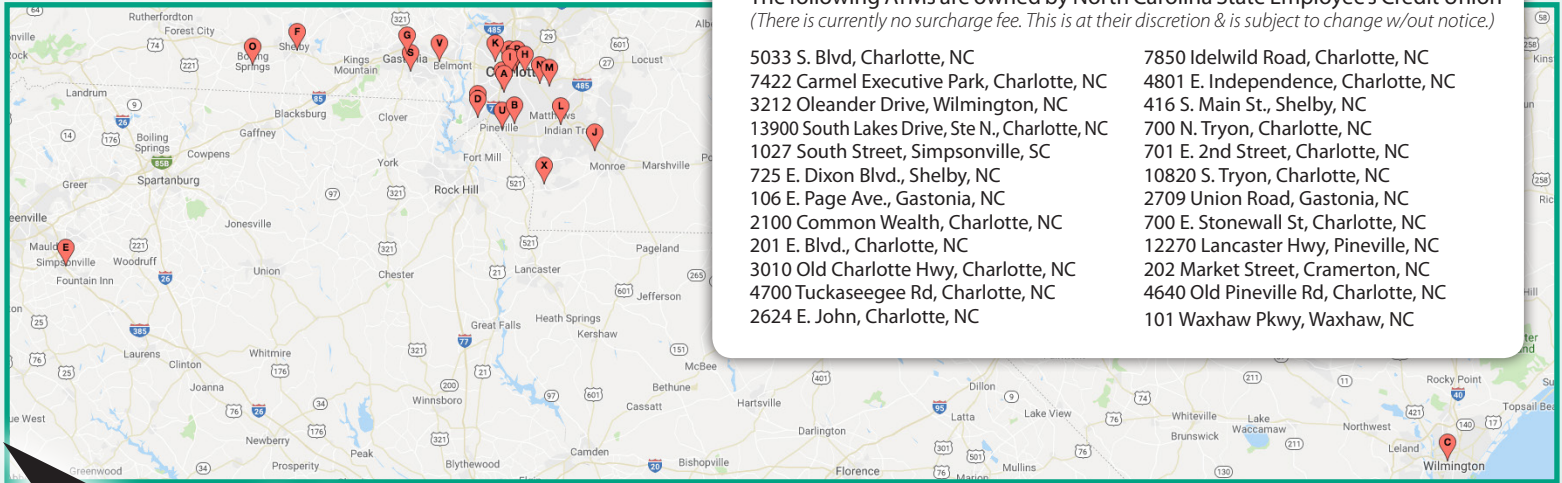 The following ATMs are owned by North Carolina State Employee's Credit Union
(There is currently no surcharge fee. This is at their discretion & is subject to change w/out notice.)
5033 S. Blvd, Charlotte, NC
7422 Carmel Executive Park, Charlotte, NC
3212 Oleander Drive, Wilmington, NC
13900 South Lakes Drive, Ste N., Charlotte, NC
1027 South Street, Simpsonville, SC
725 E. Dixon Blvd., Shelby, NC
106 E. Page Ave., Gastonia, NC
2100 Common Wealth, Charlotte, NC
201 E. Blvd., Charlotte, NC
3010 Old Charlotte Hwy, Charlotte, NC
4700 Tuckaseegee Rd, Charlotte, NC
2624 E. John, Charlotte, NC
7850 Idelwild Road, Charlotte, NC
4801 E. Independence, Charlotte, NC
416 S. Main St., Shelby, NC
700 N. Tryon, Charlotte, NC
701 E. 2nd Street, Charlotte, NC
10820 S. Tryon, Charlotte, NC
2709 Union Road, Gastonia, NC
700 E. Stonewall St, Charlotte, NC
12270 Lancaster Hwy, Pineville, NC
202 Market Street, Cramerton, NC
4640 Old Pineville Rd, Charlotte, NC
101 Waxhaw Pkwy, Waxhaw, NC
Rutherfordton
Forest City
Shelby
Boiling
Springs
Kings
Mountain
Belmont
Locust
Landrum
Blacksburg
Clover
Pineville
Matthews
Indian
Boiling
Springs
Gaffney
Cowpens
York
Fort Mill
Monroe
Marshville
Greer
Spartanburg
Rock Hill
Jonesville
Simpsonville
Woodruff
Fountain Inn
Union
Chester
Lancaster
Pageland
Jefferson
Great Falls
Heath Springs
Kershaw
Laurens
Clinton
Whitmire
McBee
Joanna
Winnsboro
Bethune
Cassatt
Hartsville
Dillon
Latta
Lake View
Whiteville
Lake
Waccamaw
Northwest
Rocky Point
Topsail
Newberry
Prosperity
Peak
Blythewood
Camden
Bishopville
Darlington
Florence
Marion
Mullins
Brunswick
Leland
Wilmington
Greenwood
O
F
G
S
V
K
I
H
N
M
A
D
U
B
L
J
X
E
C